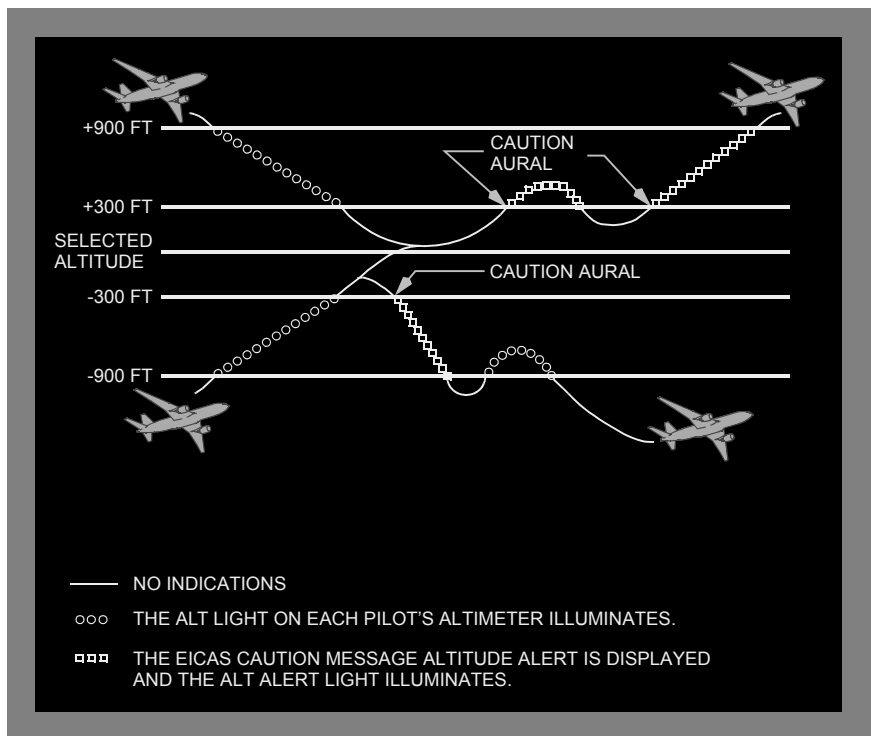 +900 FT
CAUTION
AURAL
+300 FT
SELECTED
ALTITUDE
CAUTION AURAL
-300 FT
-900 FT
NO INDICATIONS
THE ALT LIGHT ON EACH PILOT'S ALTIMETER ILLUMINATES.
THE EICAS CAUTION MESSAGE ALTITUDE ALERT IS DISPLAYED
AND THE ALT ALERT LIGHT ILLUMINATES.